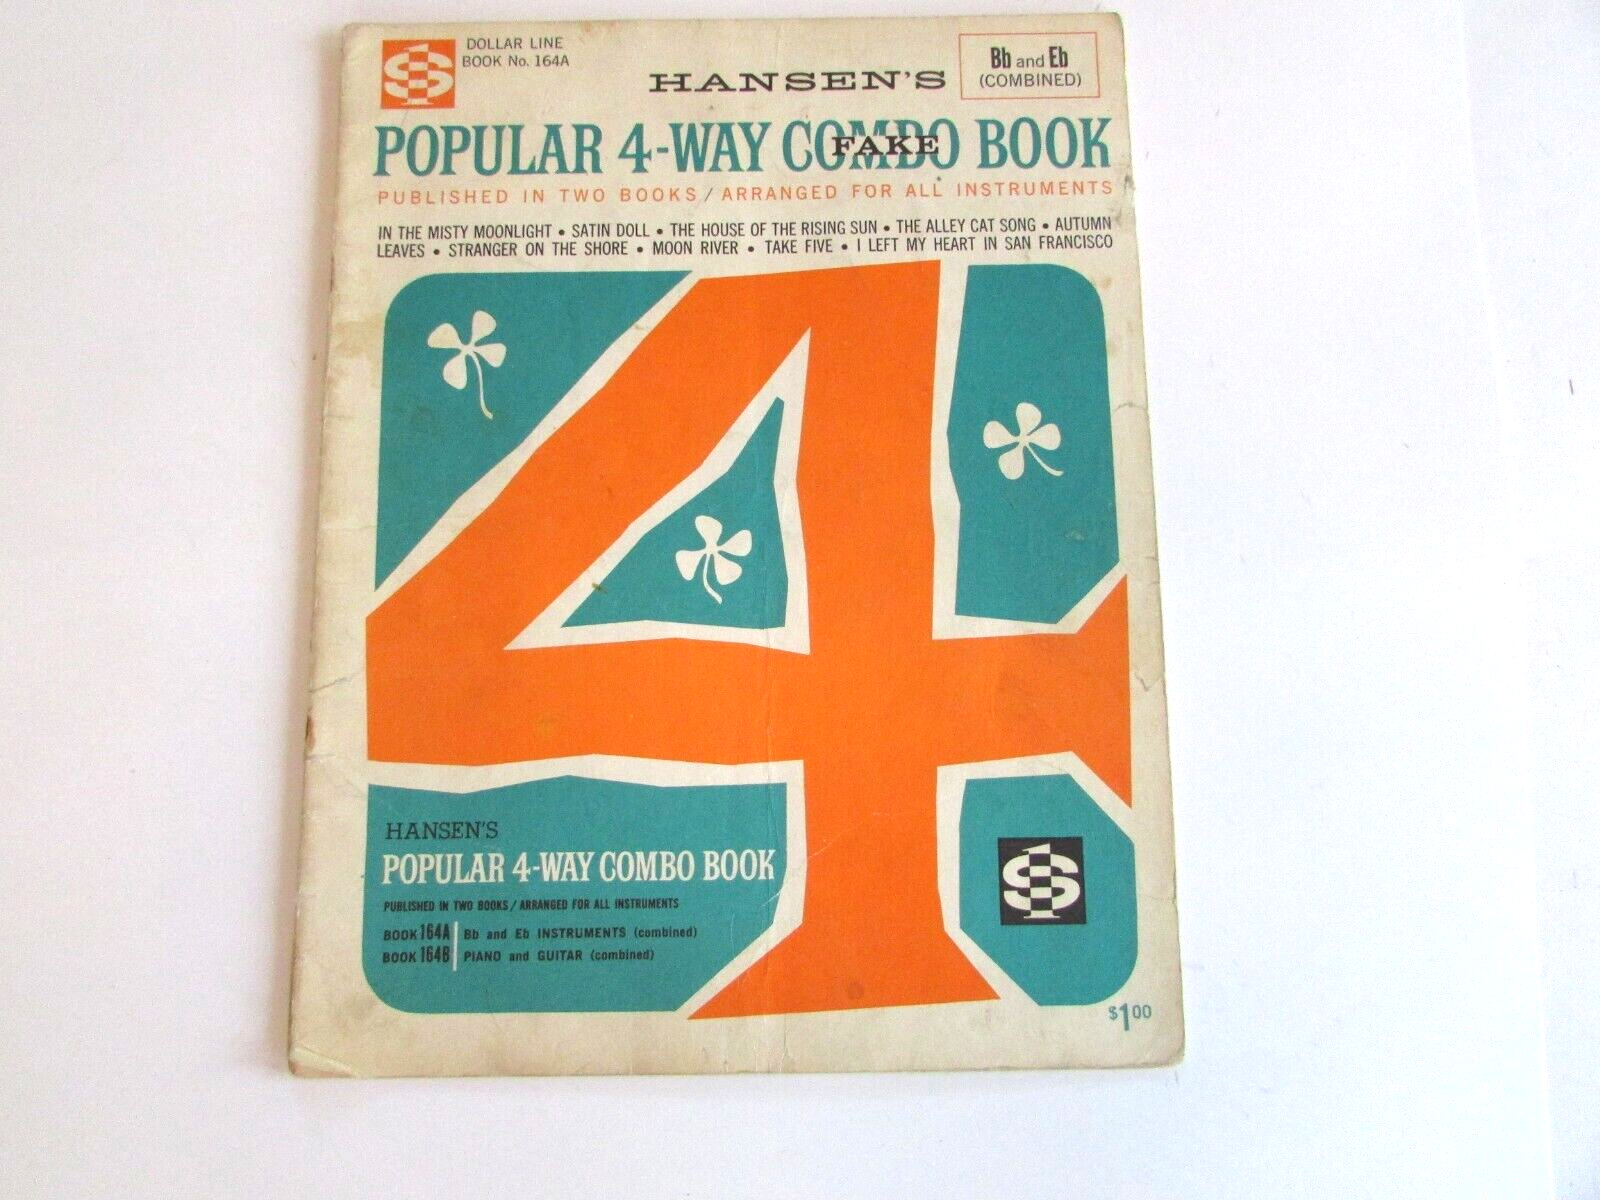 DOLLAR LINE
BOOK No. 164A
HANSEN'S
Bb and Eb
(COMBINED)
POPULAR 4-WAY COMBO BOOK
FAKE
PUBLISHED IN TWO BOOKS / ARRANGED FOR ALL INSTRUMENTS
IN THE MISTY MOONLIGHT • SATIN DOLL • THE HOUSE OF THE RISING SUN • THE ALLEY CAT SONG • AUTUMN
LEAVES • STRANGER ON THE SHORE • MOON RIVER • TAKE FIVE • I LEFT MY HEART IN SAN FRANCISCO
4
HANSEN'S
POPULAR 4-WAY COMBO BOOK
PUBLISHED IN TWO BOOKS / ARRANGED FOR ALL INSTRUMENTS
BOOK 164A | Bb and Eb INSTRUMENTS (combined)
BOOK 164B | PIANO and GUITAR (combined)
$1
$1
$1.00